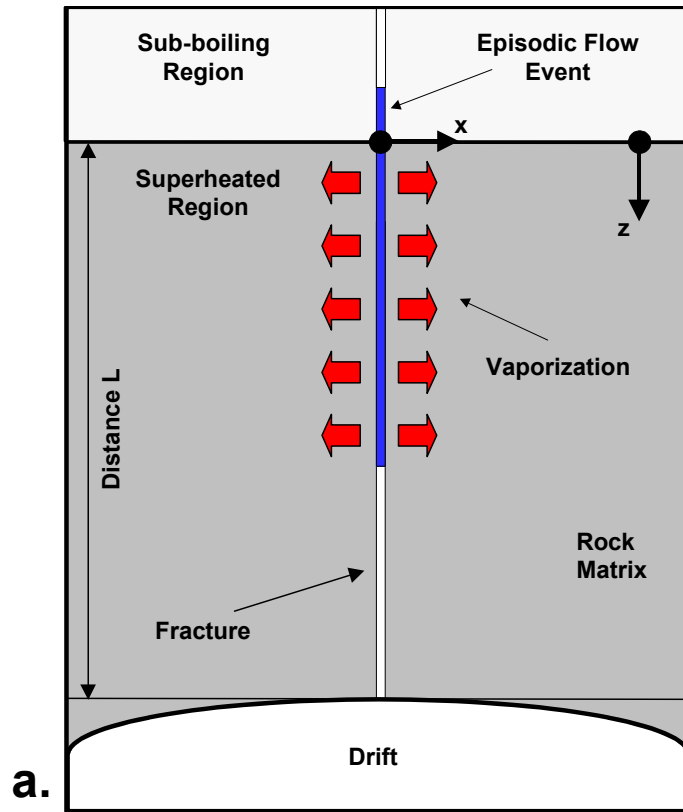 Sub-boiling
Region
Episodic Flow
Event
x
Superheated
Region
z
Vaporization
Distance L
Rock
Matrix
Fracture
Drift
a.